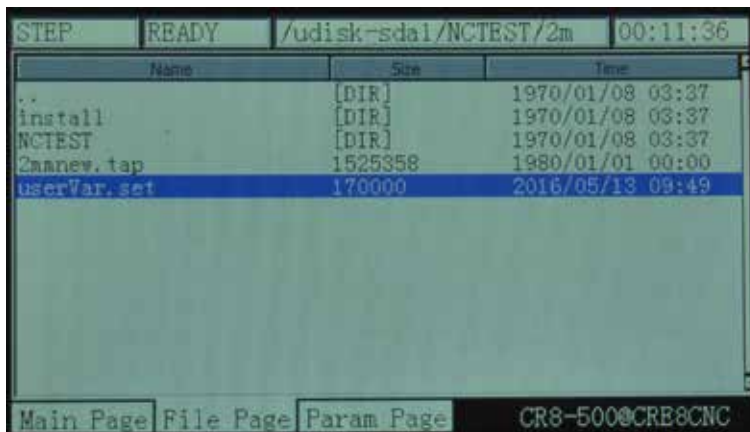 STEP READY /udisk-sda1/NCTEST/2m 00:11:36
Name Size Time
.. [DIR] 1970/01/08 03:37
install [DIR] 1970/01/08 03:37
NCTEST [DIR] 1970/01/08 03:37
2mmnew.tap 1525358 1980/01/01 00:00
userVar.set 170000 2016/05/13 09:49
Main Page File Page Param Page CR8-500@CRE8CNC